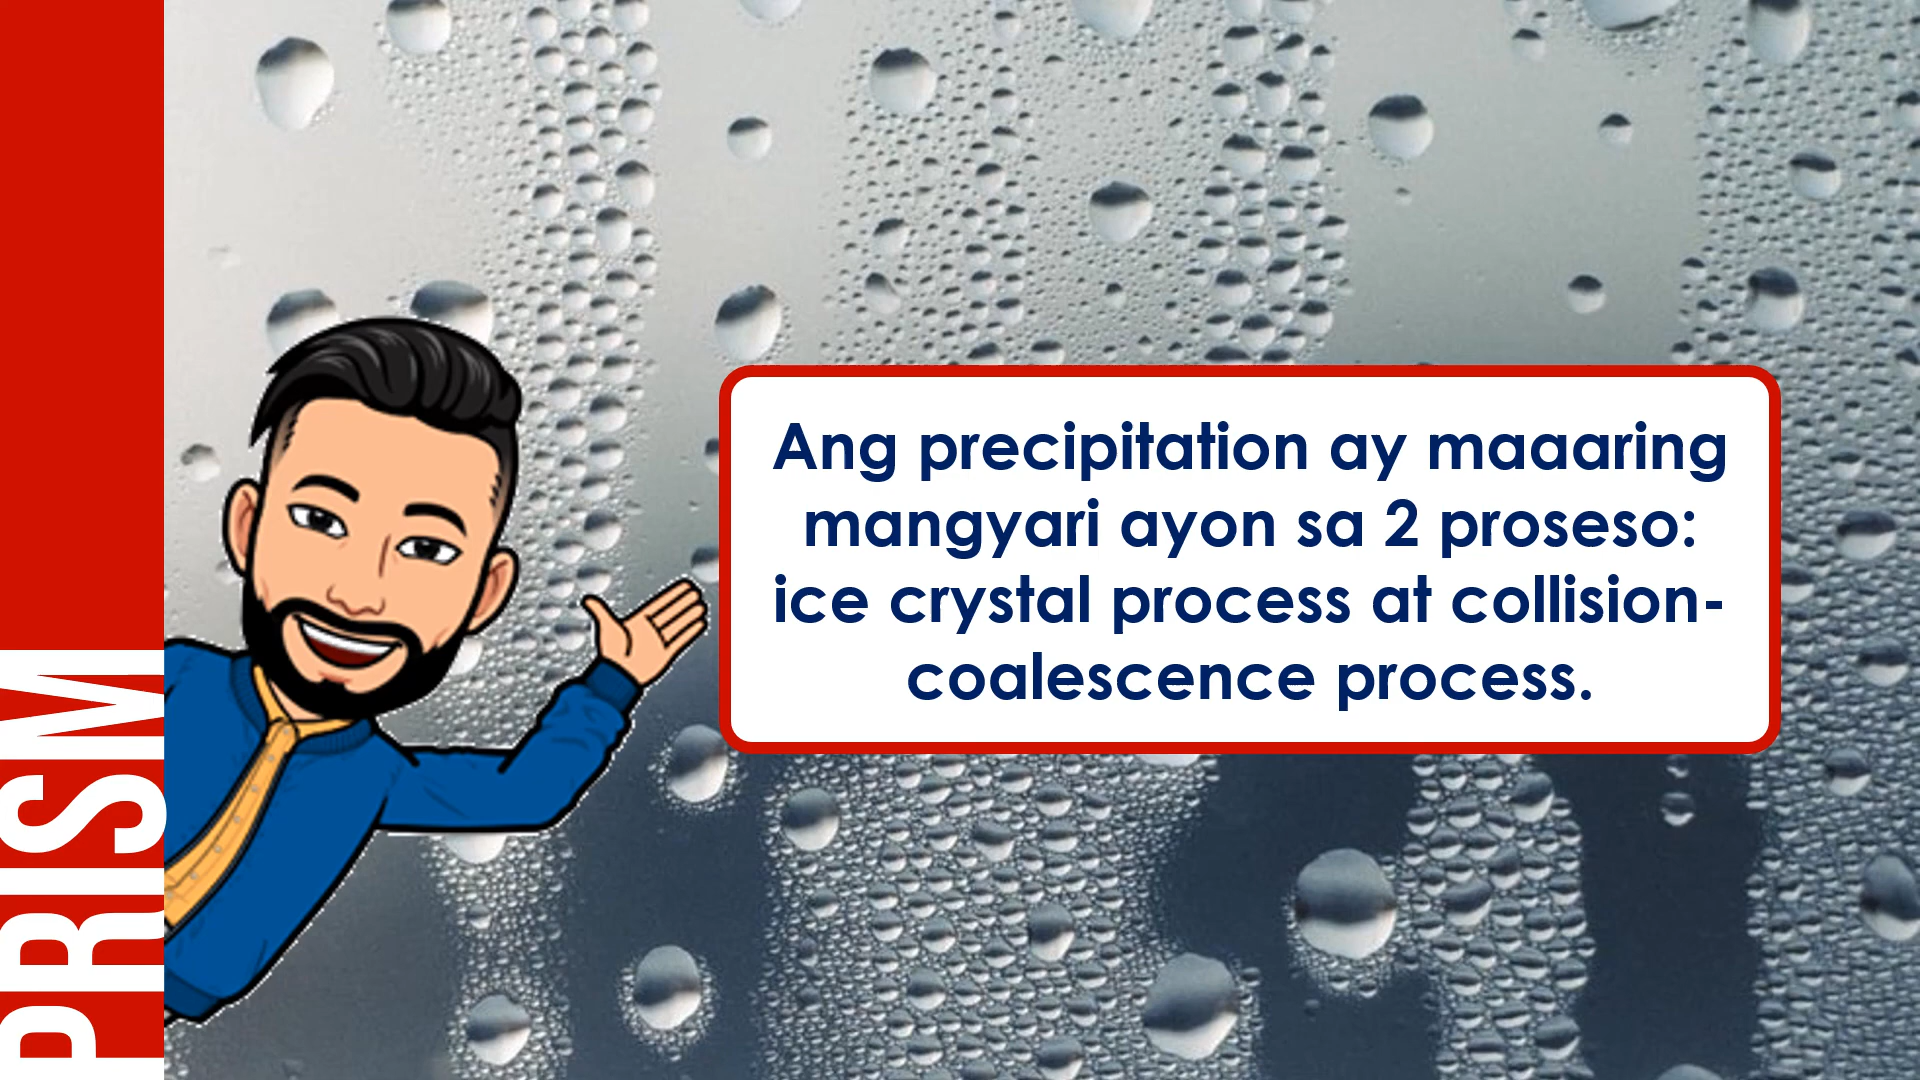 PRISM
Ang precipitation ay maaaring
mangyari ayon sa 2 proseso:
ice crystal process at collision-
coalescence process.